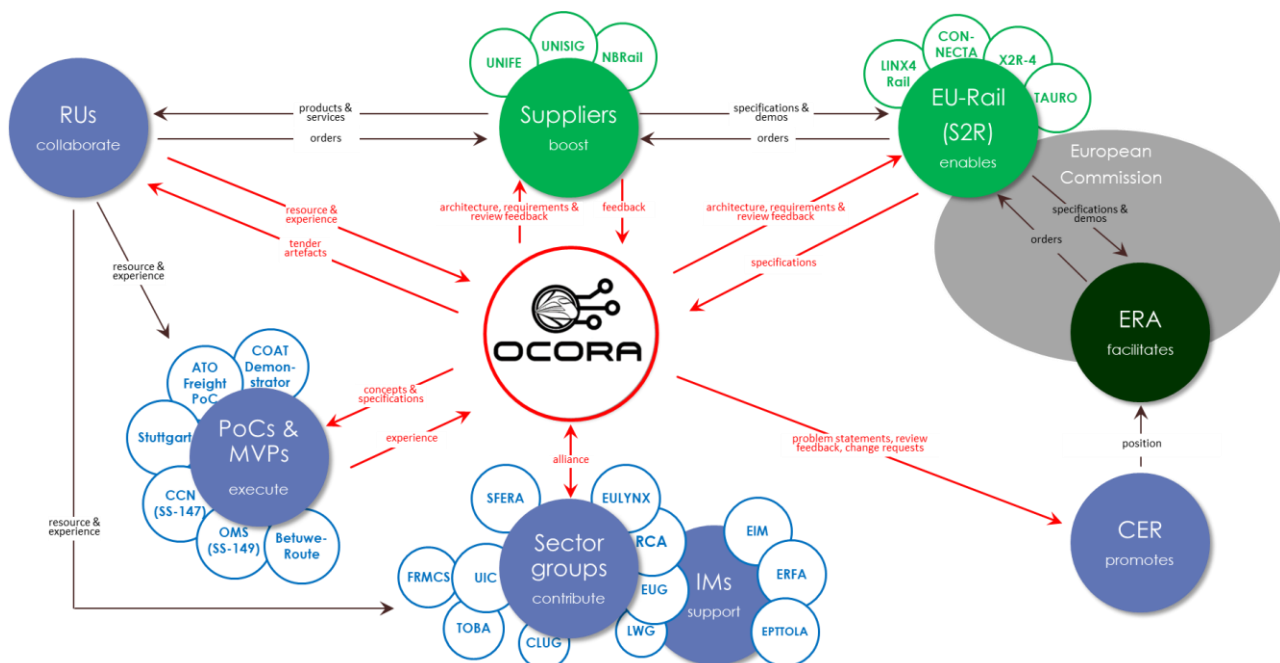 RUs
collaborate
UNIFE
UNISIG
NBRail
Suppliers
boost
LINX4
Rail
CON-
NECTA
X2R-4
TAURO
EU-Rail
(S2R)
enables
European
Commission
products &
services
orders
specifications &
demos
orders
resource &
experience
tender
artefacts
architecture, requirements &
review feedback
feedback
architecture, requirements &
review feedback
specifications
specifications &
demos
orders
resource &
experience
OCORA
ERA
facilitates
ATO
Freight
PoC
COAT
Demon-
strator
Stuttgart
PoCs &
MVPs
execute
CCN
(SS-147)
OMS
(SS-149)
Betuwe-
Route
concepts &
specifications
experience
alliance
problem statements, review
feedback, change requests
position
CER
promotes
resource &
experience
SFERA
EULYNX
RCA
EIM
Sector
groups
contribute
FRMCS
UIC
EUG
IMs
support
ERFA
TOBA
CLUG
LWG
EPTTOLA